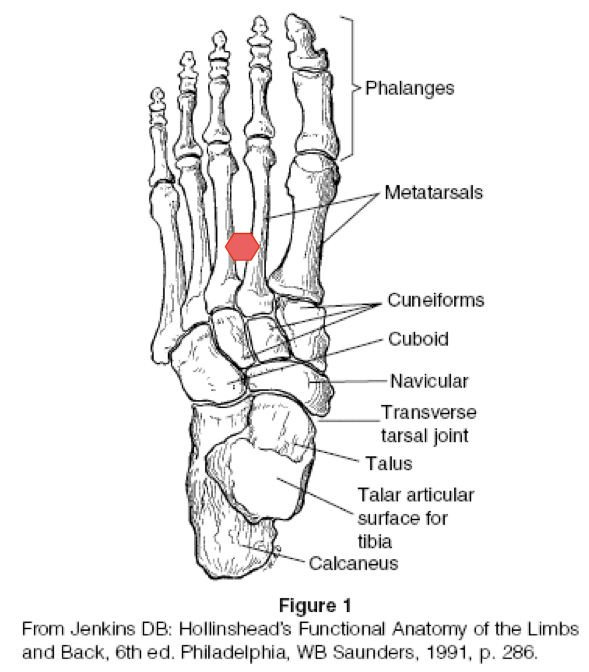 Phalanges
Metatarsals
Cuneiforms
Cuboid
Navicular
Transverse
tarsal joint
Talus
Talar articular
surface for
tibia
Calcaneus
Figure 1
From Jenkins DB: Hollinshead's Functional Anatomy of the Limbs
and Back, 6th ed. Philadelphia, WB Saunders, 1991, p. 286.